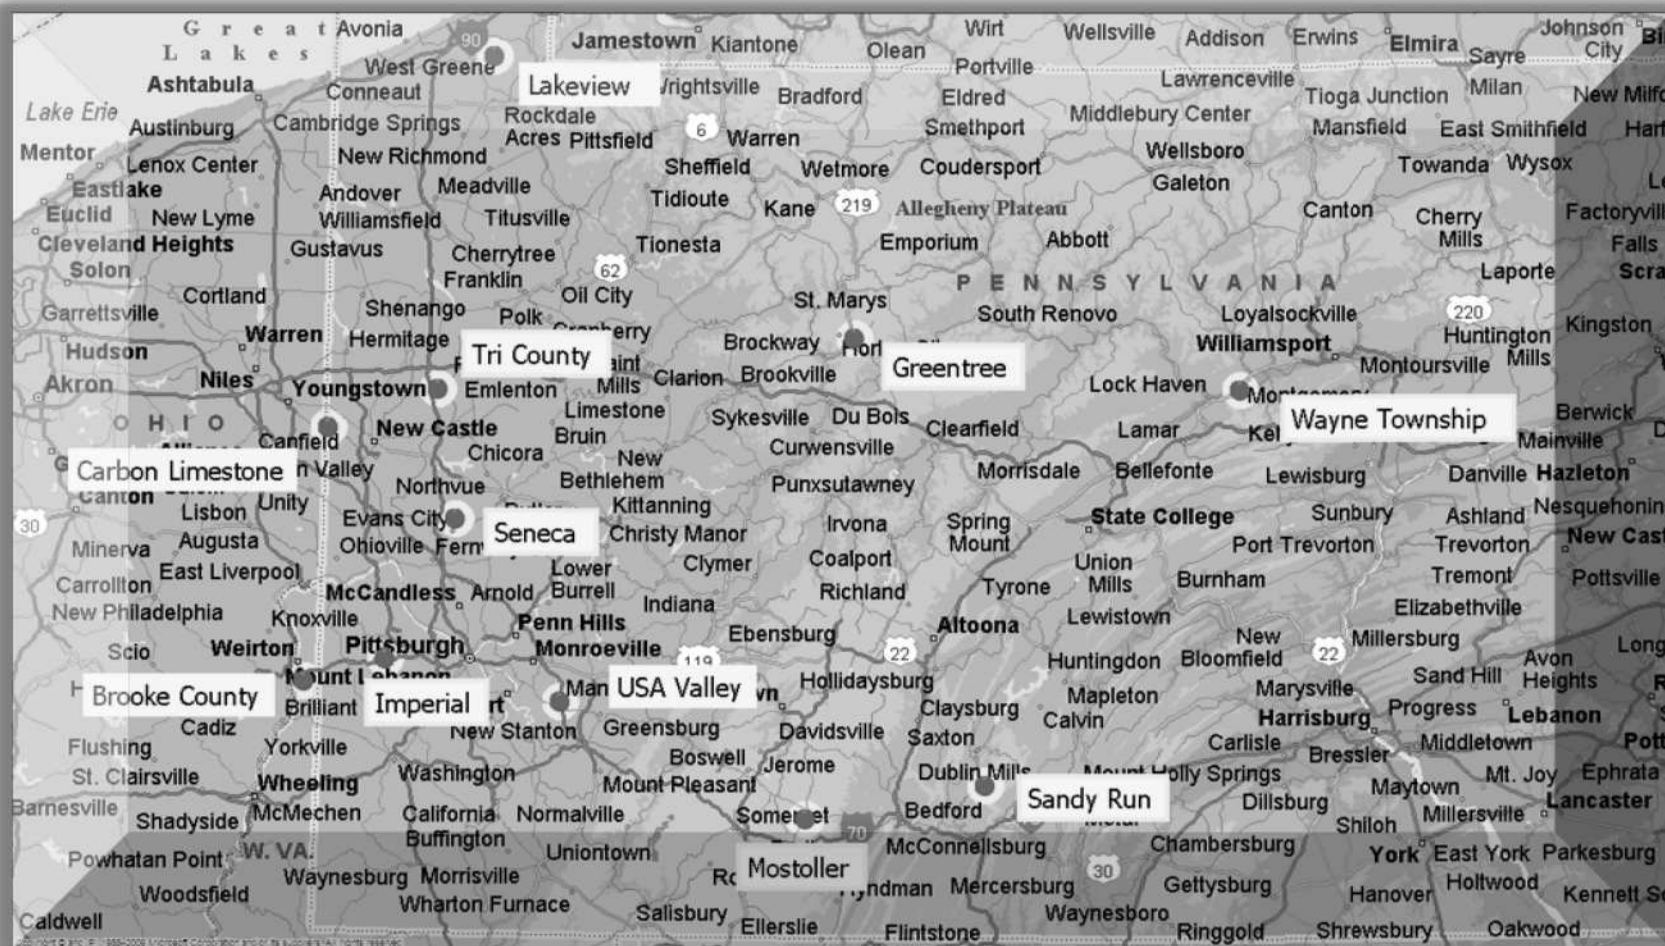 G r e a t
L a k e s
Avonia
90
Jamestown
Kiantone
Olean
Wirt
Wellsville
Addison
Erwins
Elmira
Sayre
Johnson
City
West Greene
Lakeview
Portville
Lawrenceville
Ashtabula
Conneaut
Bradford
Eldred
Tioga Junction
Milan
Lake Erie
Austinburg
Cambridge Springs
Rockdale
Acres
Pittsfield
6
Warren
Smethport
Middlebury Center
Mansfield
East Smithfield
Mentor
Lenox Center
New Richmond
Sheffield
Wetmore
Coudersport
Wellsboro
Towanda
Wysox
Eastlake
Andover
Meadville
Tidioute
Galeton
Euclid
New Lyme
Williamsfield
Titusville
Kane
219
Allegheny Plateau
Canton
Cherry
Mills
Cleveland Heights
Gustavus
Cherrytree
Tionesta
Emporium
Abbott
Falls
Solon
Franklin
62
PENNSYLVANIA
Laporte
Cortland
Oil City
St. Marys
Garrettsville
Shenango
Polk
South Renovo
Loyalsockville
220
Warren
Hermitage
Brockway
Williamsport
Huntington
Mills
Kingston
Hudson
Tri County
Greentree
Montoursville
Akron
Niles
Youngstown
Emlenton
Mills
Clarion
Brookville
Lock Haven
OHIO
Limestone
Sykesville
Du Bois
Wayne Township
Berwick
Canfield
New Castle
Bruin
Curwensville
Clearfield
Lamar
Mainville
Carbon Limestone
Chicora
New
Bethlehem
Morrisdale
Bellefonte
Lewisburg
Danville
Hazleton
Canton
Unity
Northvue
Kittanning
Punxsutawney
30
Lisbon
Evans City
Seneca
Christy Manor
Irvona
Spring
Mount
State College
Sunbury
Ashland
Minerva
Augusta
Ohioville
Port Trevorton
Trevorton
East Liverpool
Lower
Burrell
Clymer
Coalport
Union
Mills
Burnham
Tremont
Pottsville
Carrollton
McCandless
Arnold
Indiana
Richland
Tyrone
Elizabethville
New Philadelphia
Knoxville
Penn Hills
Ebensburg
Altoona
Lewistown
Scio
Weirton
Pittsburgh
Monroeville
119
22
New
Bloomfield
22
Millersburg
Huntingdon
Avon
Heights
Brooke County
Mount Lebanon
Imperial
USA Valley
Hollidaysburg
Mapleton
Marysville
Sand Hill
Brilliant
Claysburg
Progress
Cadiz
New Stanton
Greensburg
Davidsville
Calvin
Harrisburg
Lebanon
Flushing
Yorkville
Boswell
Saxton
Carlisle
Bressler
Middletown
St. Clairsville
Wheeling
Washington
Mount Pleasant
Jerome
Dublin Mills
Mount Holly Springs
Maytown
Mt. Joy
Ephrata
Barnesville
Shadyside
McMechen
California
Normalville
Somerset
Bedford
Sandy Run
Dillsburg
Millersville
Lancaster
70
Shiloh
Buffington
Powhatan Point
W. VA.
Uniontown
Mostoller
McConnellsburg
Chambersburg
York
East York
Parkesburg
Waynesburg
Morrisville
30
Woodsfield
Mercersburg
Gettysburg
Hanover
Holtwood
Wharton Furnace
Salisbury
Waynesboro
Caldwell
Ellerslie
Flintstone
Ringgold
Shrewsbury
Oakwood